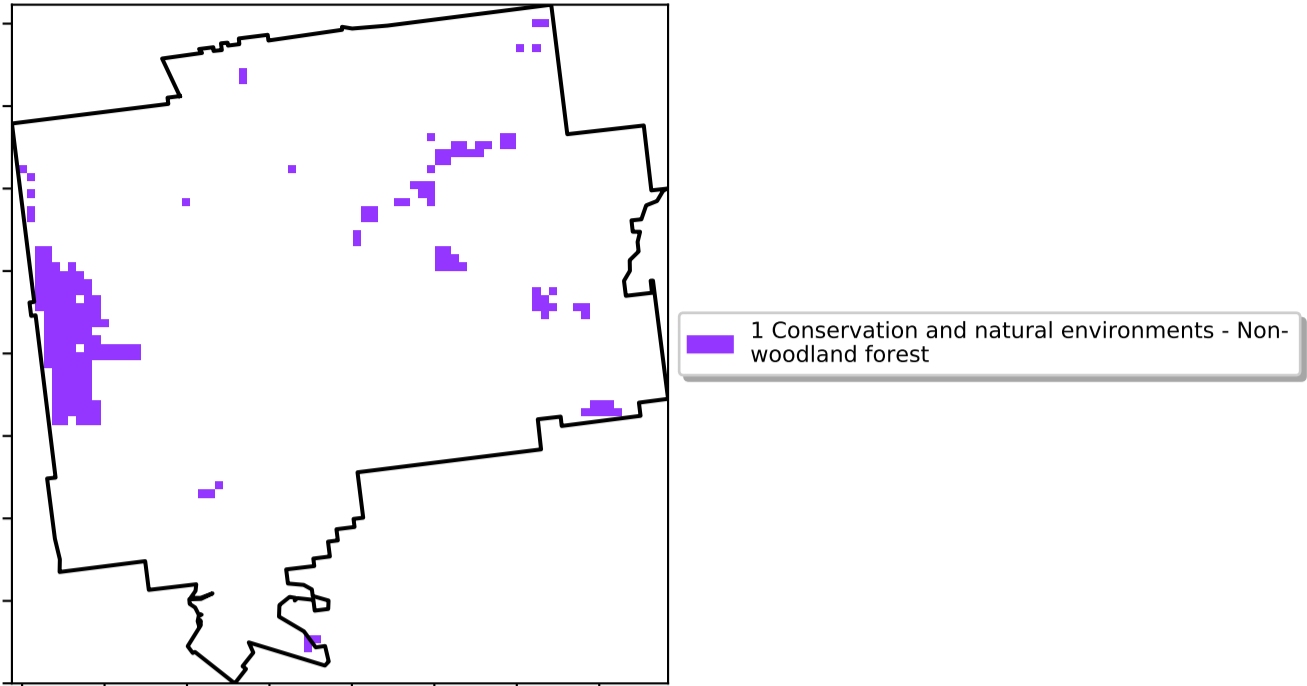 1 Conservation and natural environments - Non-
woodland forest